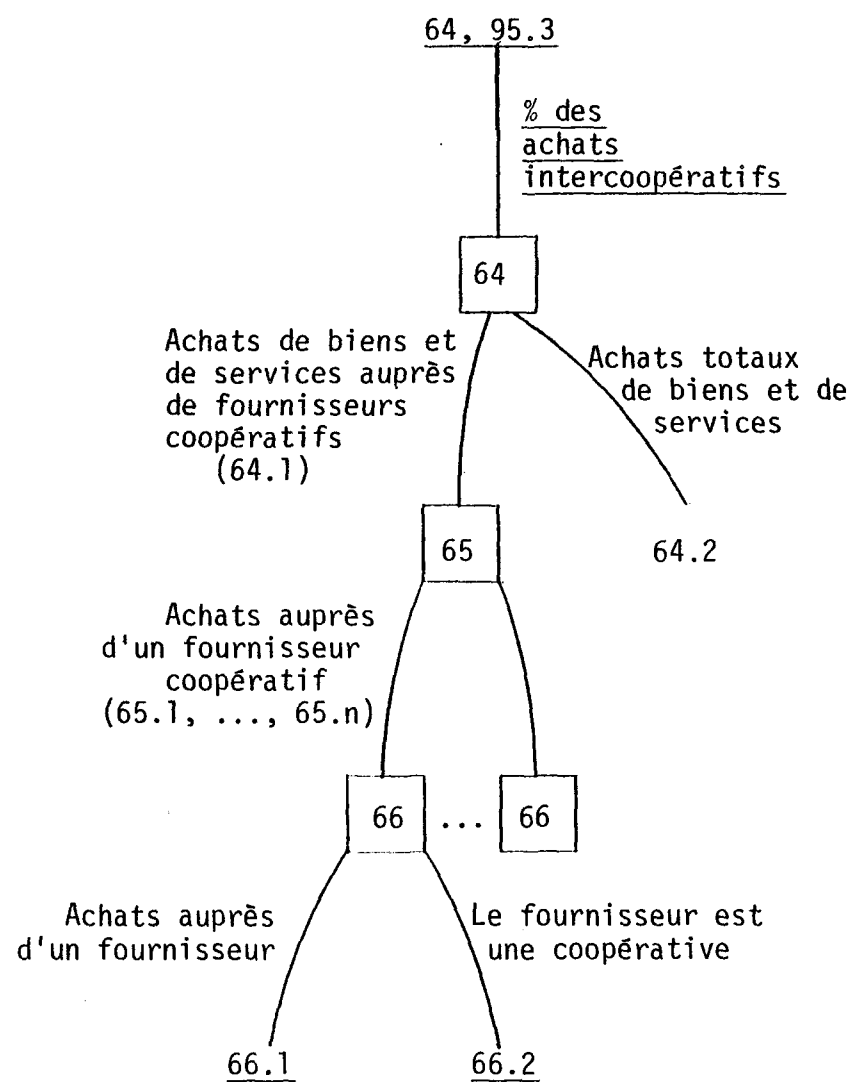 64, 95.3
% des
achats
intercoopératifs
64
Achats de biens et
de services auprès
de fournisseurs
coopératifs
(64.1)
Achats totaux
de biens et de
services
65
64.2
Achats auprès
d'un fournisseur
coopératif
(65.1, ..., 65.n)
66 ... 66
Achats auprès
d'un fournisseur
Le fournisseur est
une coopérative
66.1
66.2